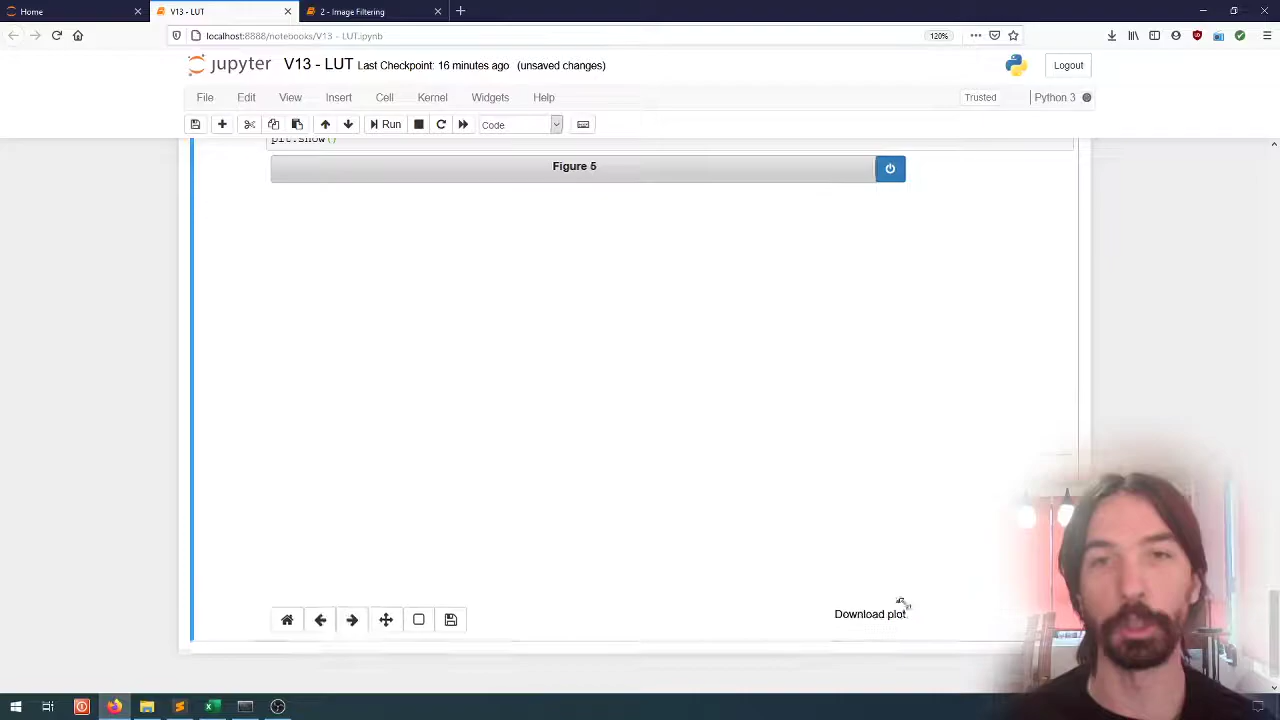 Home
V13 - LUT
2 - Image Filtering
localhost:8888/notebooks/V13 - LUT.ipynb
120%
jupyter V13 - LUT Last Checkpoint: 16 minutes ago (unsaved changes)
Logout
File Edit View Insert Cell Kernel Widgets Help
Trusted
Python 3
Run
Code
plt.show()
Figure 5
Download plot